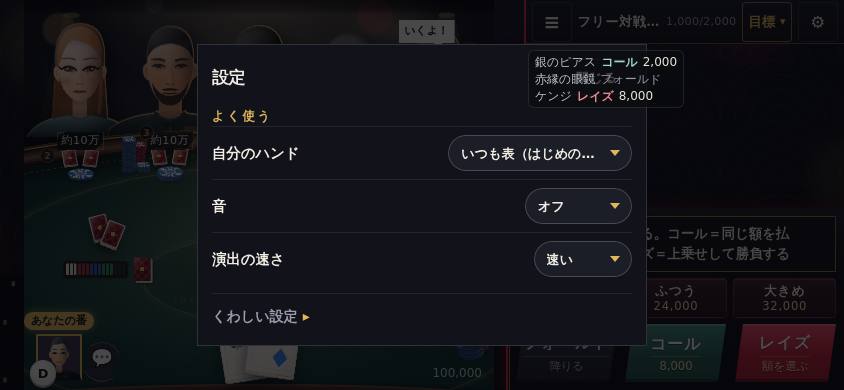 いくよ！
フリー対戦… 1,000/2,000 目標 ▾
設定
銀のピアス コール 2,000
赤縁の眼鏡 フォールド
ケンジ レイズ 8,000
よく使う
約10万
3
約10万
2
自分のハンド いつも表（はじめの…
音 オフ
演出の速さ 速い
くわしい設定 ▸
る。コール＝同じ額を払
ズ＝上乗せして勝負する
ふつう
24,000
大きめ
32,000
あなたの番
D
100,000
フォールド
降りる
コール
8,000
レイズ
額を選ぶ